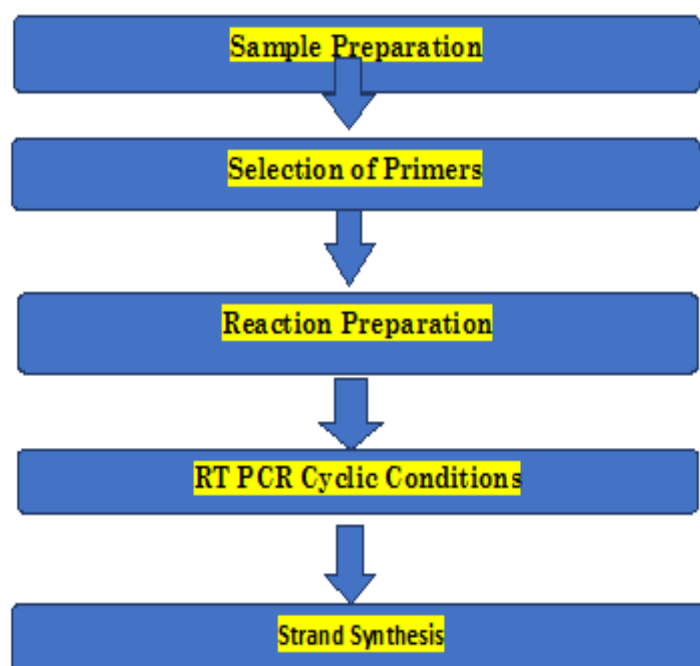 Sample Preparation
Selection of Primers
Reaction Preparation
RT PCR Cyclic Conditions
Strand Synthesis